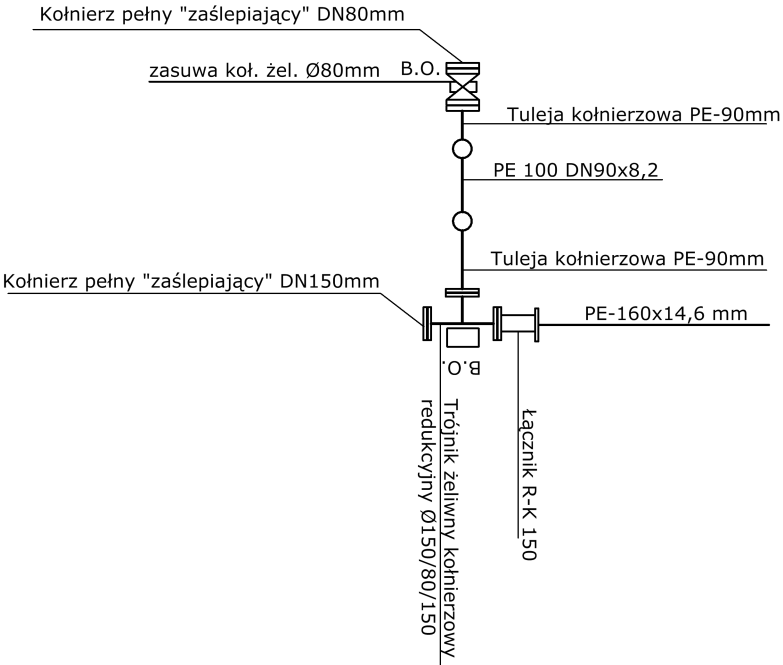 Kołnierz pełny "zaślepiający" DN80mm
zasuwa koł. żel. Ø80mm
B.O.
Tuleja kołnierzowa PE-90mm
PE 100 DN90x8,2
Tuleja kołnierzowa PE-90mm
Kołnierz pełny "zaślepiający" DN150mm
PE-160x14,6 mm
B.O.
Trójnik żeliwny kołnierzowy
redukcyjny Ø150/80/150
Łącznik R-K 150